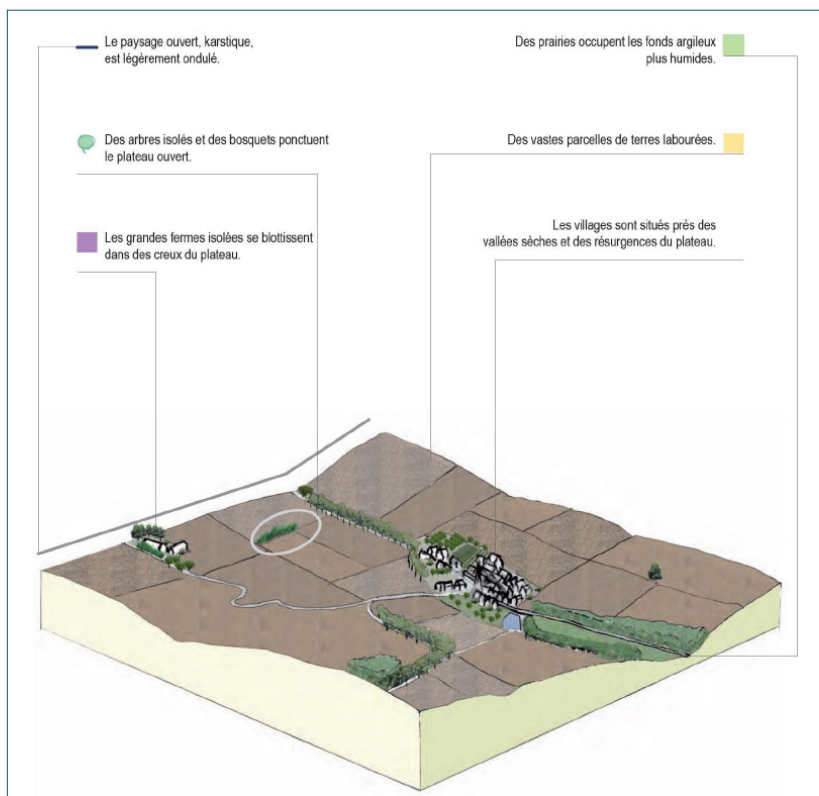 Le paysage ouvert, karstique,
est légèrement ondulé.
Des prairies occupent les fonds argileux
plus humides.
Des arbres isolés et des bosquets ponctuent
le plateau ouvert.
Des vastes parcelles de terres labourées.
Les grandes fermes isolées se blottissent
dans des creux du plateau.
Les villages sont situés près des
vallées sèches et des résurgences du plateau.